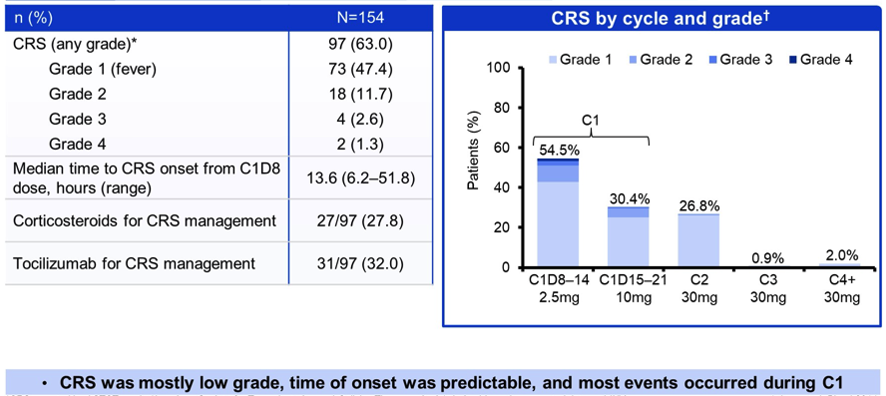 n (%) N=154
CRS (any grade)* 97 (63.0)
Grade 1 (fever) 73 (47.4)
Grade 2 18 (11.7)
Grade 3 4 (2.6)
Grade 4 2 (1.3)
Median time to CRS onset from C1D8
dose, hours (range) 13.6 (6.2–51.8)
Corticosteroids for CRS management 27/97 (27.8)
Tocilizumab for CRS management 31/97 (32.0)
CRS by cycle and grade†
Grade 1 Grade 2 Grade 3 Grade 4
Patients (%)
100
80
60
40
20
0
C1
54.5%
30.4%
26.8%
0.9%
2.0%
C1D8–14 C1D15–21 C2 C3 C4+
2.5mg 10mg 30mg 30mg 30mg
• CRS was mostly low grade, time of onset was predictable, and most events occurred during C1